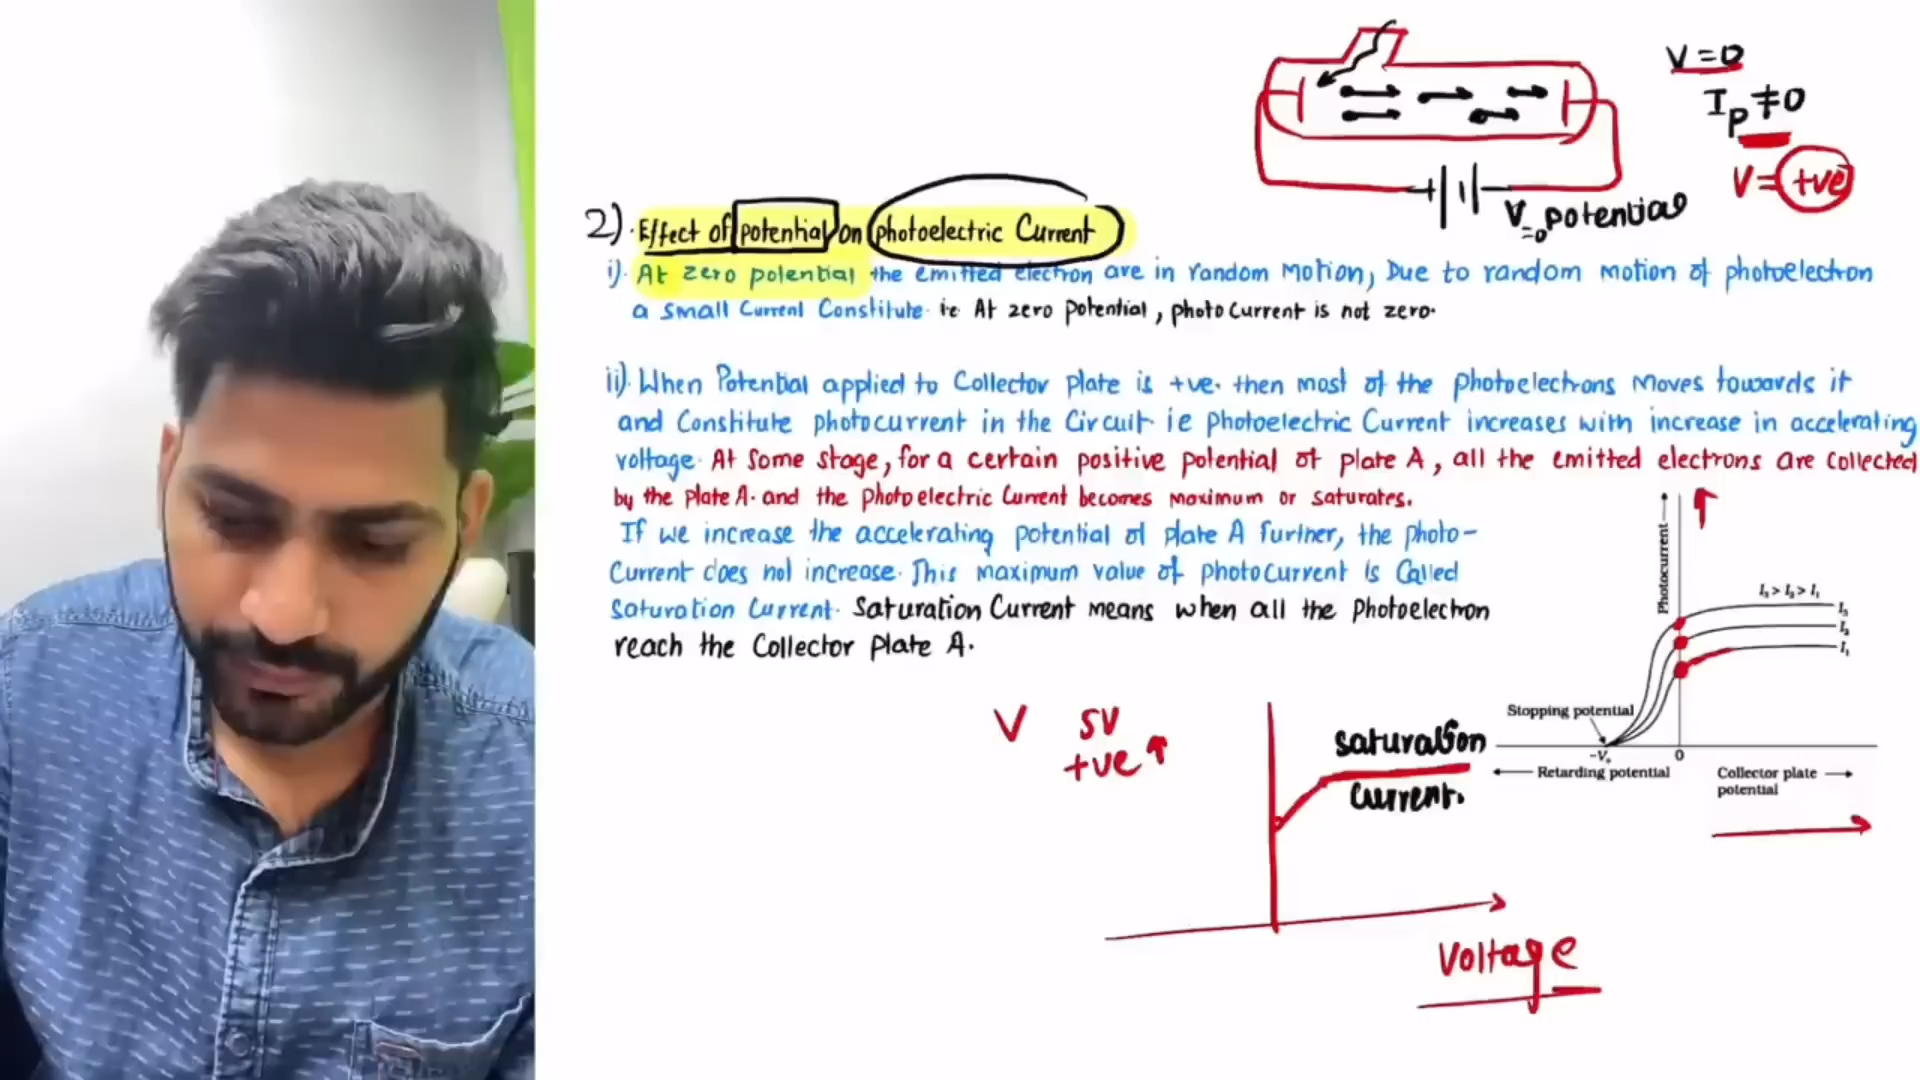 V=0
Ip≠0
V=+ve
V=0 potential
2). Effect of potential on photoelectric Current
i). At zero potential the emitted electron are in random motion, Due to random motion of photoelectron
a small Current Constitute. i.e At zero Potential, photo Current is not zero.
ii). When Potential applied to Collector plate is +ve. then most of the photoelectrons moves towards it
and Constitute photocurrent in the Circuit. ie Photoelectric Current increases with increase in accelerating
voltage. At Some stage, for a certain positive potential of plate A, all the emitted electrons are collected
by the plate A. and the photoelectric Current becomes maximum or saturates.
If we increase the accelerating potential of plate A further, the photo-
Current does not increase. This maximum value of photocurrent is Called
Saturation Current. Saturation Current means when all the Photoelectron
reach the Collector plate A.
Photocurrent
I₃ > I₂ > I₁
I₃
I₂
I₁
Stopping potential
-V₀
0
Retarding potential
Collector plate
potential
V 5V
+ve
Saturation
Current.
Voltage